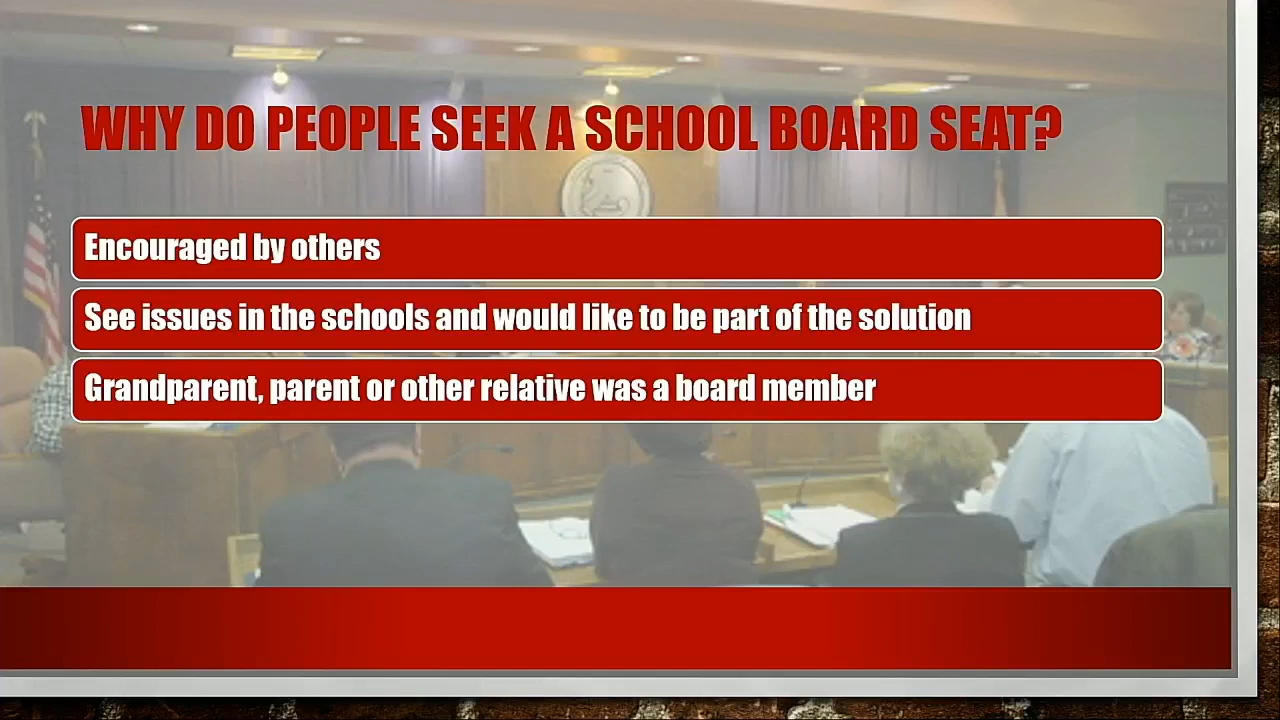 WHY DO PEOPLE SEEK A SCHOOL BOARD SEAT?
Encouraged by others
See issues in the schools and would like to be part of the solution
Grandparent, parent or other relative was a board member